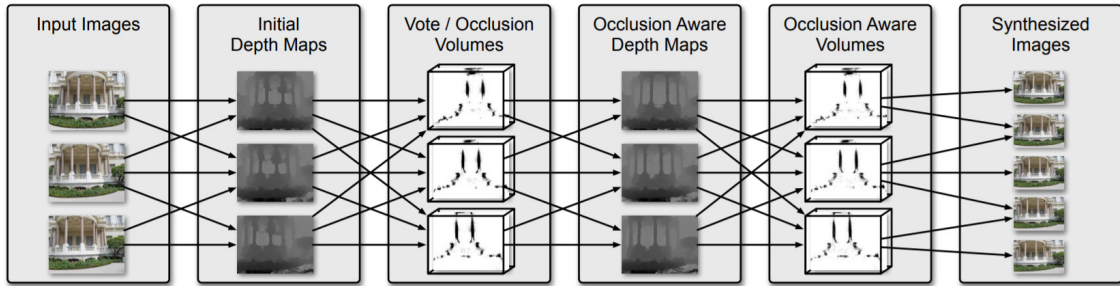 Input Images
Initial
Depth Maps
Vote / Occlusion
Volumes
Occlusion Aware
Depth Maps
Occlusion Aware
Volumes
Synthesized
Images